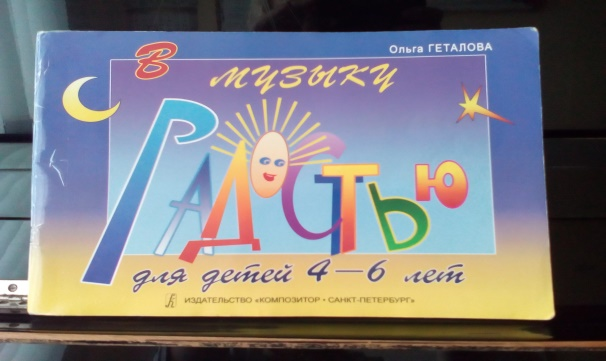 Ольга ГЕТАЛОВА
В МУЗЫКУ
РАДОСТЬЮ
для детей 4—6 лет
ИЗДАТЕЛЬСТВО «КОМПОЗИТОР • САНКТ-ПЕТЕРБУРГ»